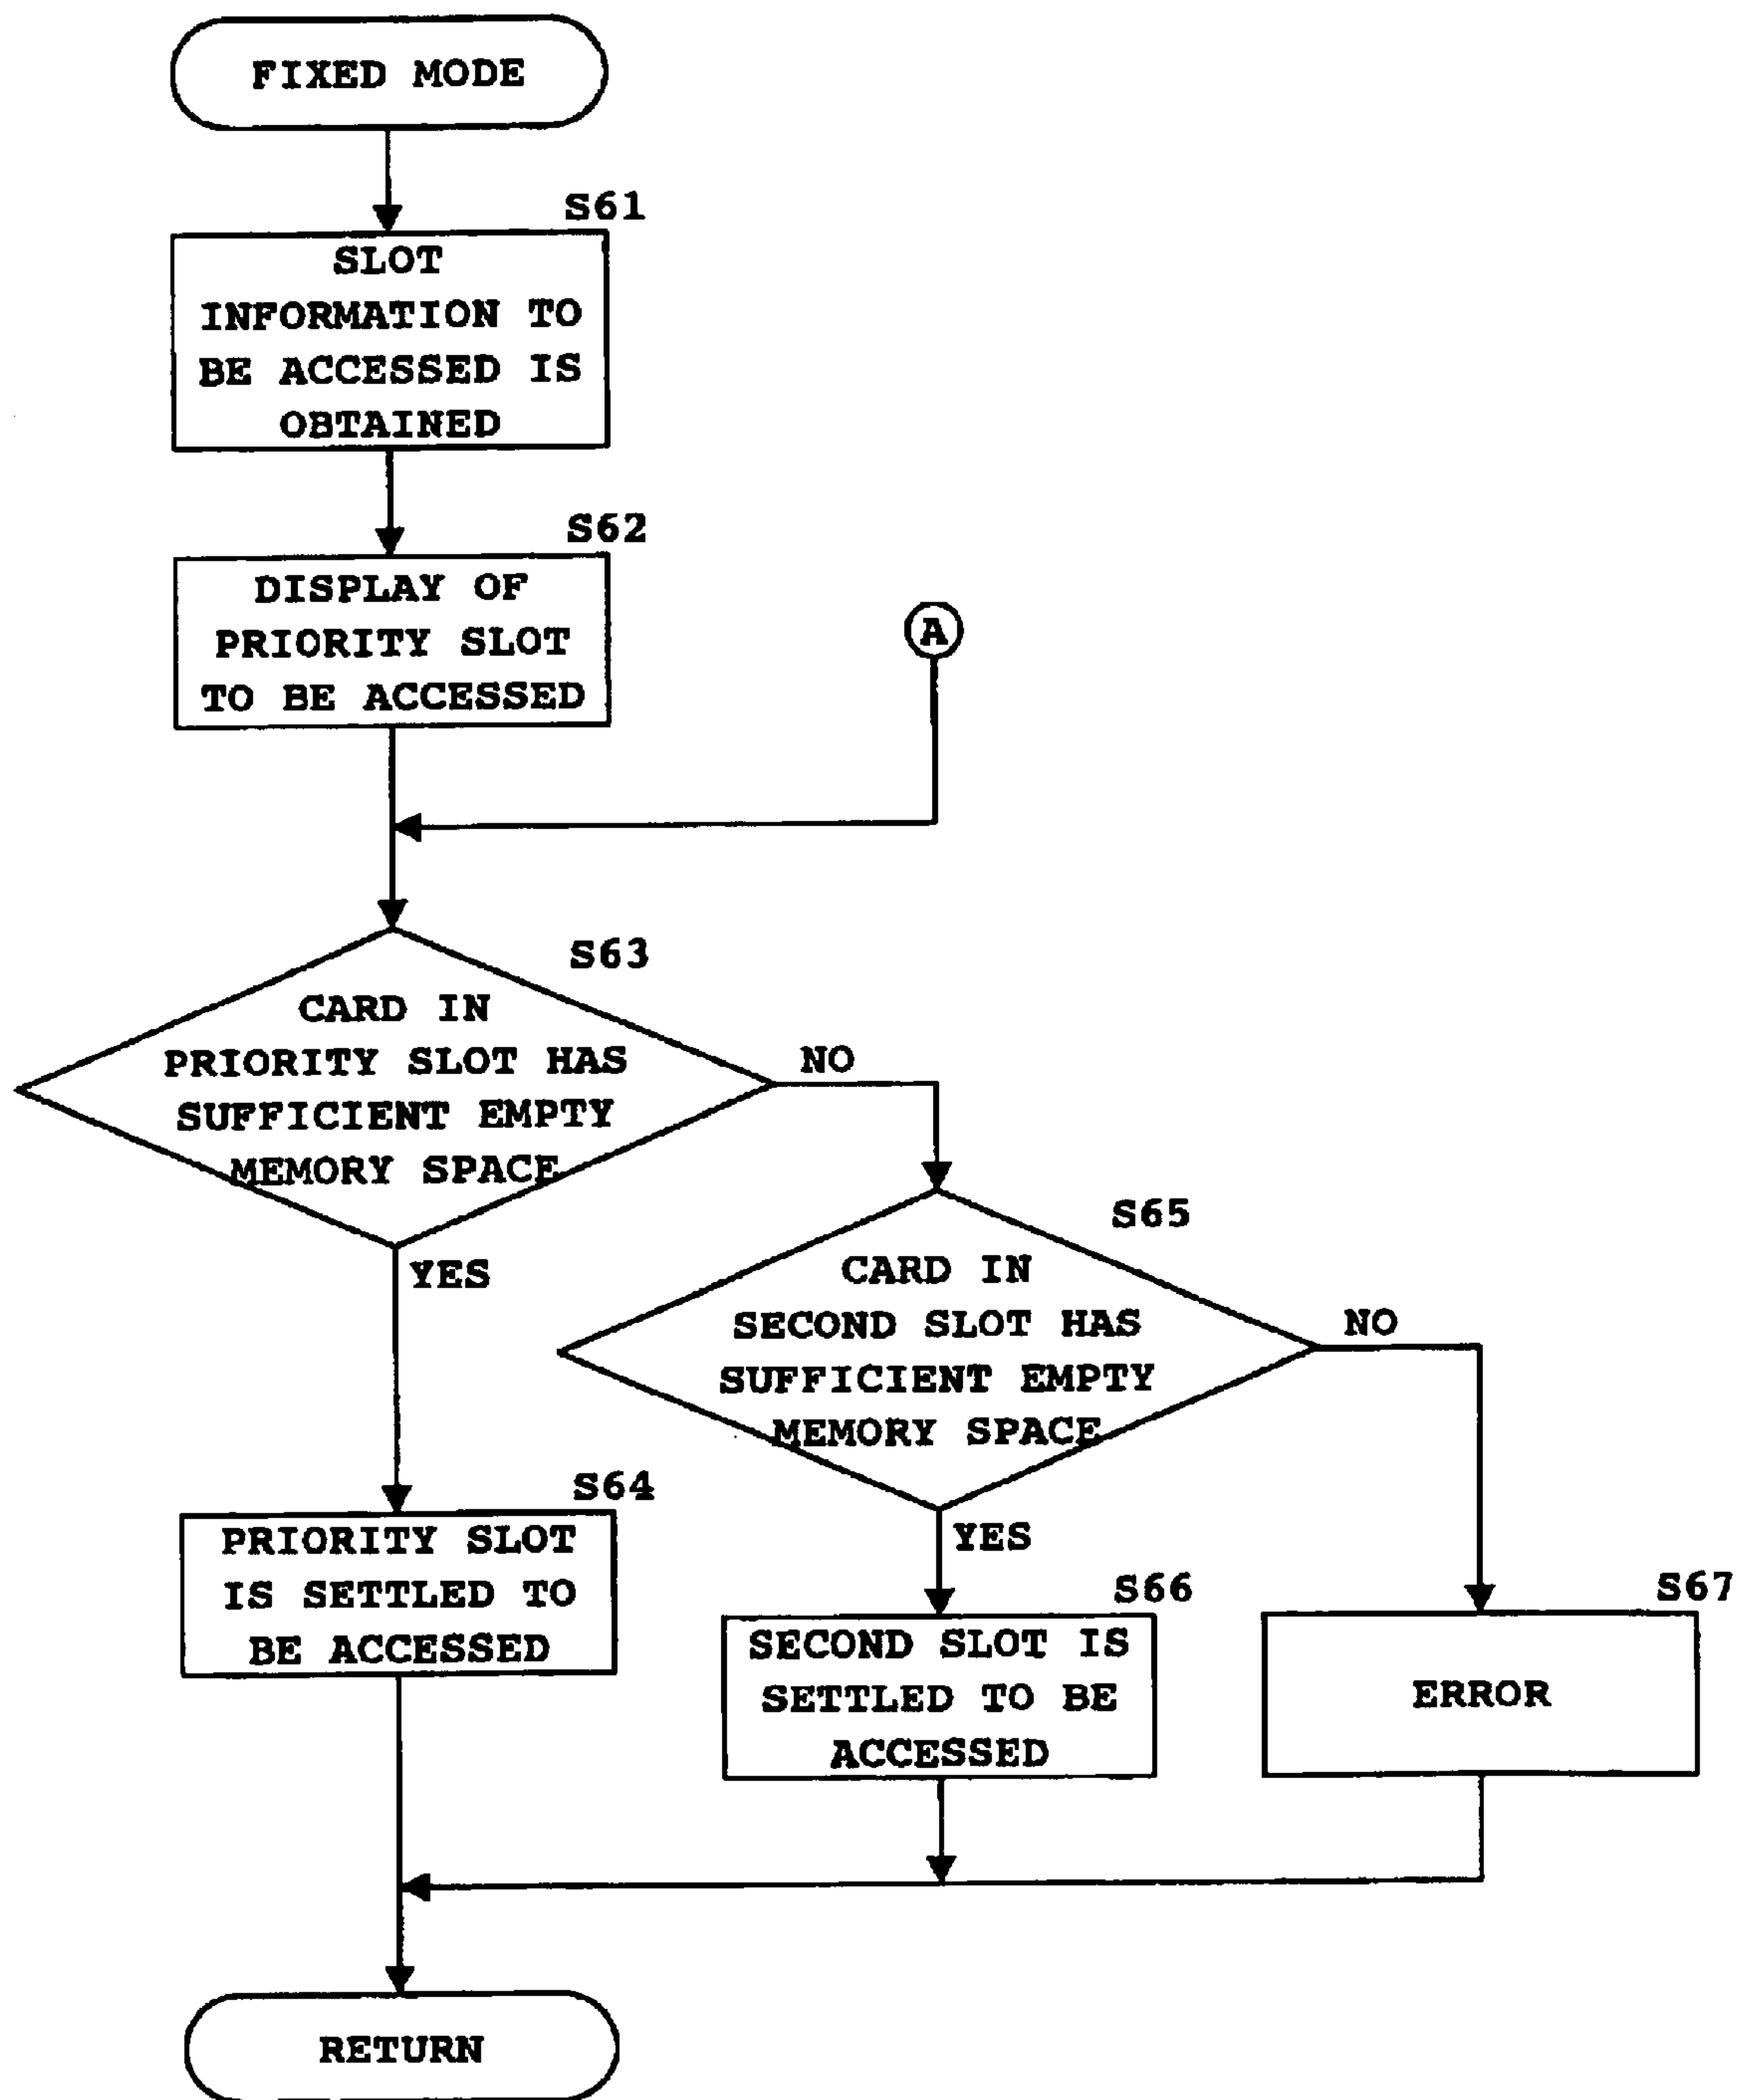 FIXED MODE
S61
SLOT
INFORMATION TO
BE ACCESSED IS
OBTAINED
S62
DISPLAY OF
PRIORITY SLOT
TO BE ACCESSED
A
S63
CARD IN
PRIORITY SLOT HAS
SUFFICIENT EMPTY
MEMORY SPACE
NO
YES
S65
CARD IN
SECOND SLOT HAS
SUFFICIENT EMPTY
MEMORY SPACE
NO
YES
S64
PRIORITY SLOT
IS SETTLED TO
BE ACCESSED
S66
SECOND SLOT IS
SETTLED TO BE
ACCESSED
S67
ERROR
RETURN